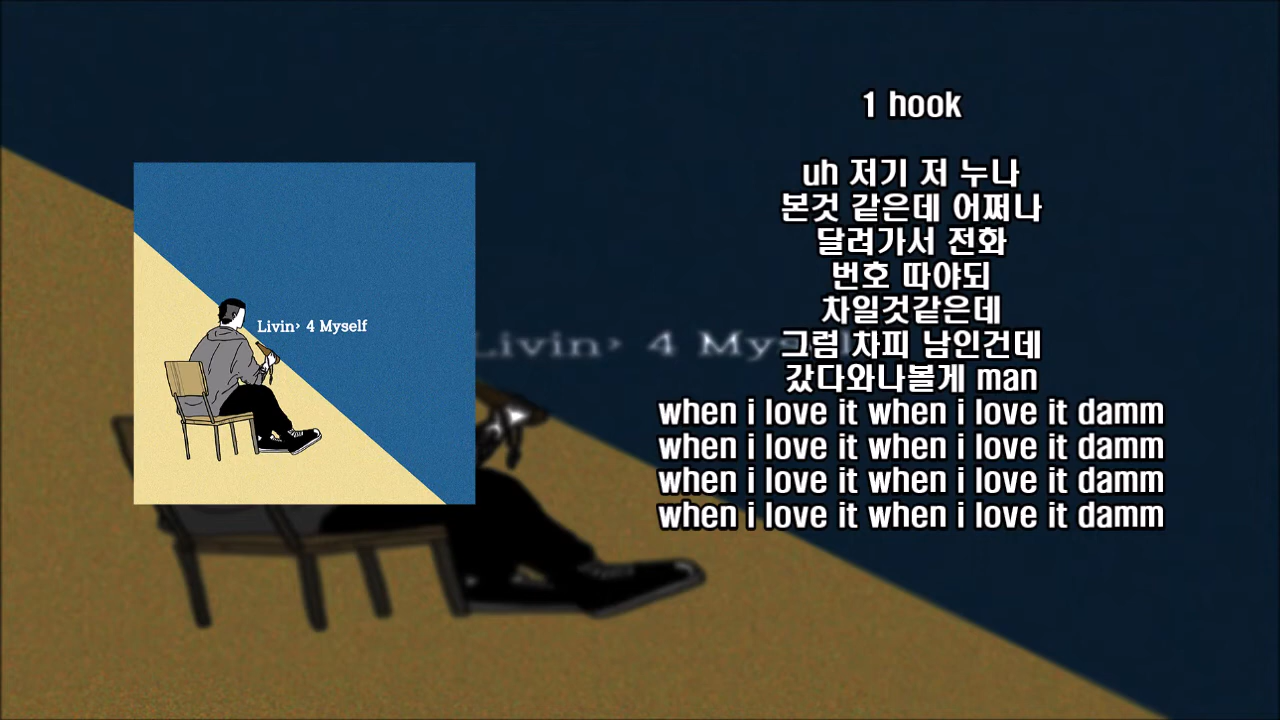 Livin' 4 Myself
1 hook
uh 저기 저 누나
본것 같은데 어쩌나
달려가서 전화
번호 따야되
차일것같은데
그럼 차피 남인건데
갔다와나볼게 man
when i love it when i love it damm
when i love it when i love it damm
when i love it when i love it damm
when i love it when i love it damm
Livin' 4 Mys